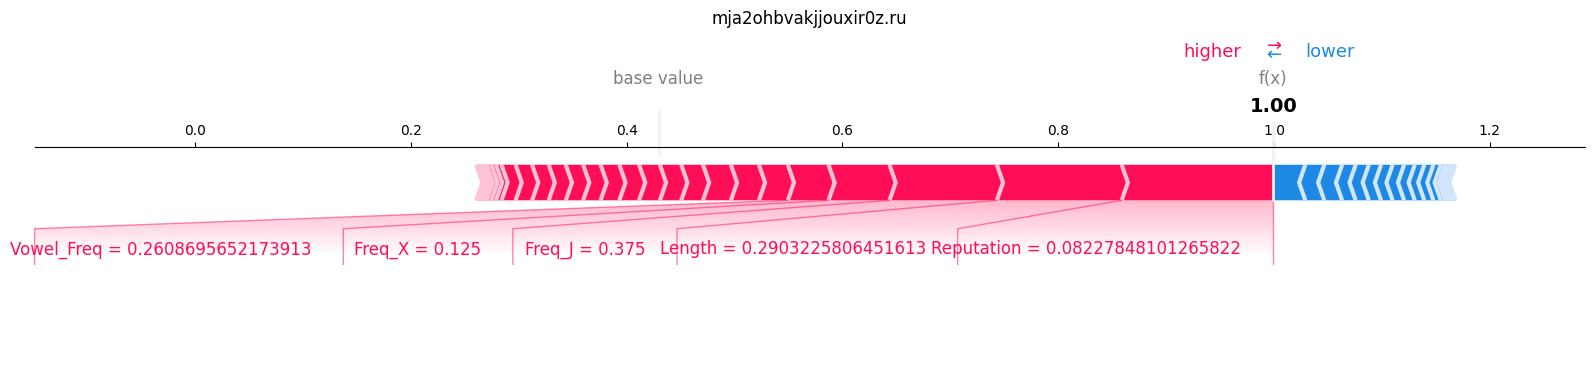 mja2ohbvakjjouxir0z.ru
higher ⇄ lower
base value f(x)
1.00
0.0 0.2 0.4 0.6 0.8 1.0 1.2
Vowel_Freq = 0.2608695652173913 Freq_X = 0.125 Freq_J = 0.375 Length = 0.2903225806451613 Reputation = 0.08227848101265822